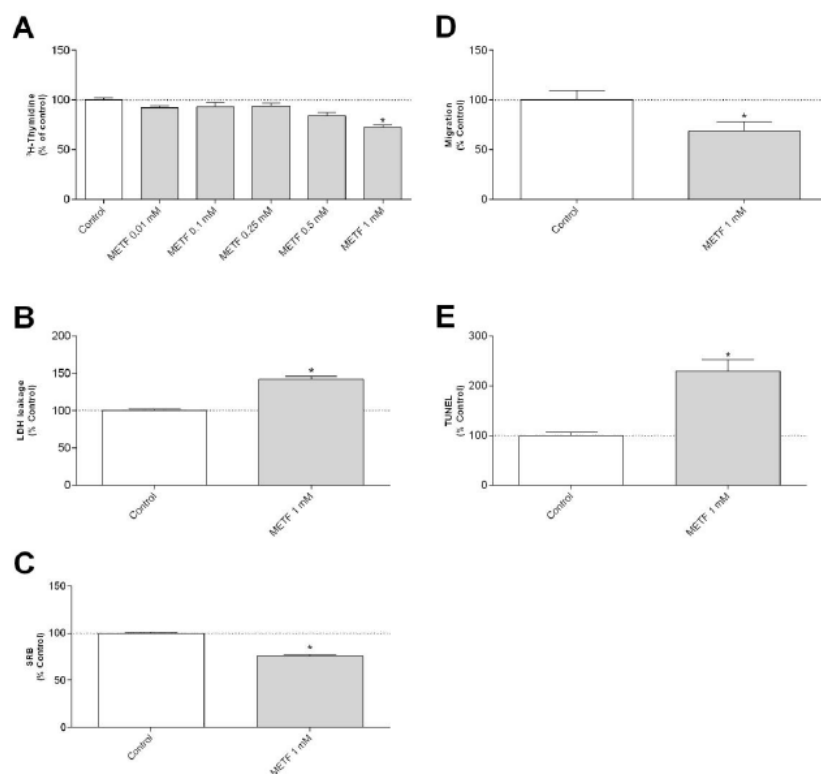 A
150
100
50
0
³H-Thymidine
(% of control)
*
Control
METF 0.01 mM
METF 0.1 mM
METF 0.25 mM
METF 0.5 mM
METF 1 mM
B
200
150
100
50
0
LDH leakage
(% Control)
*
Control
METF 1 mM
C
150
100
50
0
SRB
(% Control)
*
Control
METF 1 mM
D
150
100
50
0
Migration
(% Control)
*
Control
METF 1 mM
E
300
200
100
0
TUNEL
(% Control)
*
Control
METF 1 mM